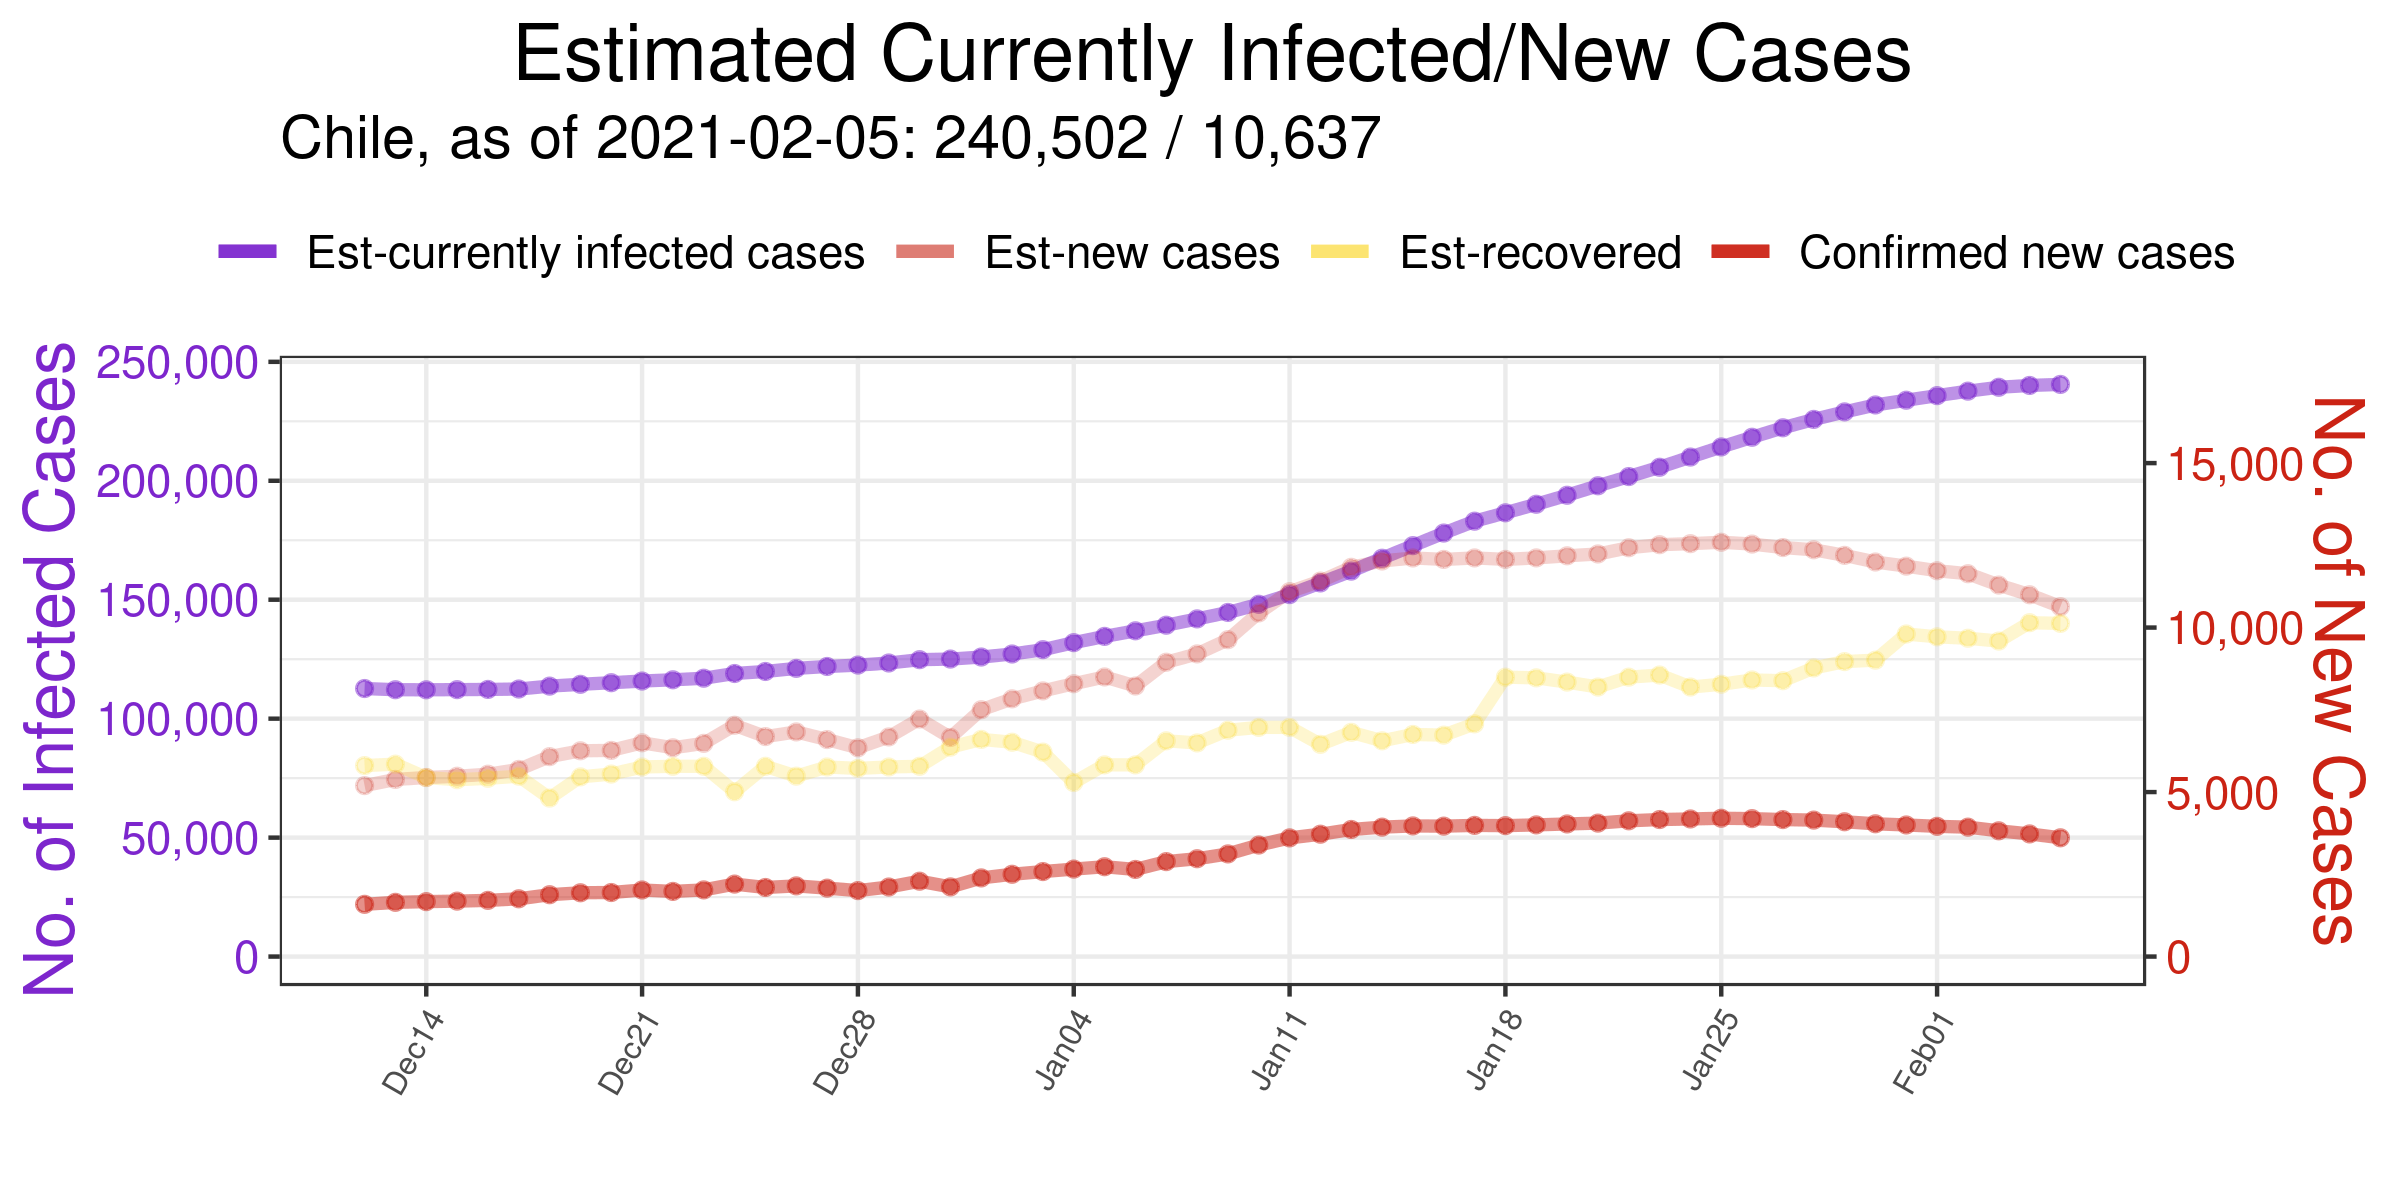 Estimated Currently Infected/New Cases
Chile, as of 2021-02-05: 240,502 / 10,637
Est-currently infected cases Est-new cases Est-recovered Confirmed new cases
No. of Infected Cases
250,000
200,000
150,000
100,000
50,000
0
15,000
10,000
5,000
0
No. of New Cases
Dec14 Dec21 Dec28 Jan04 Jan11 Jan18 Jan25 Feb01